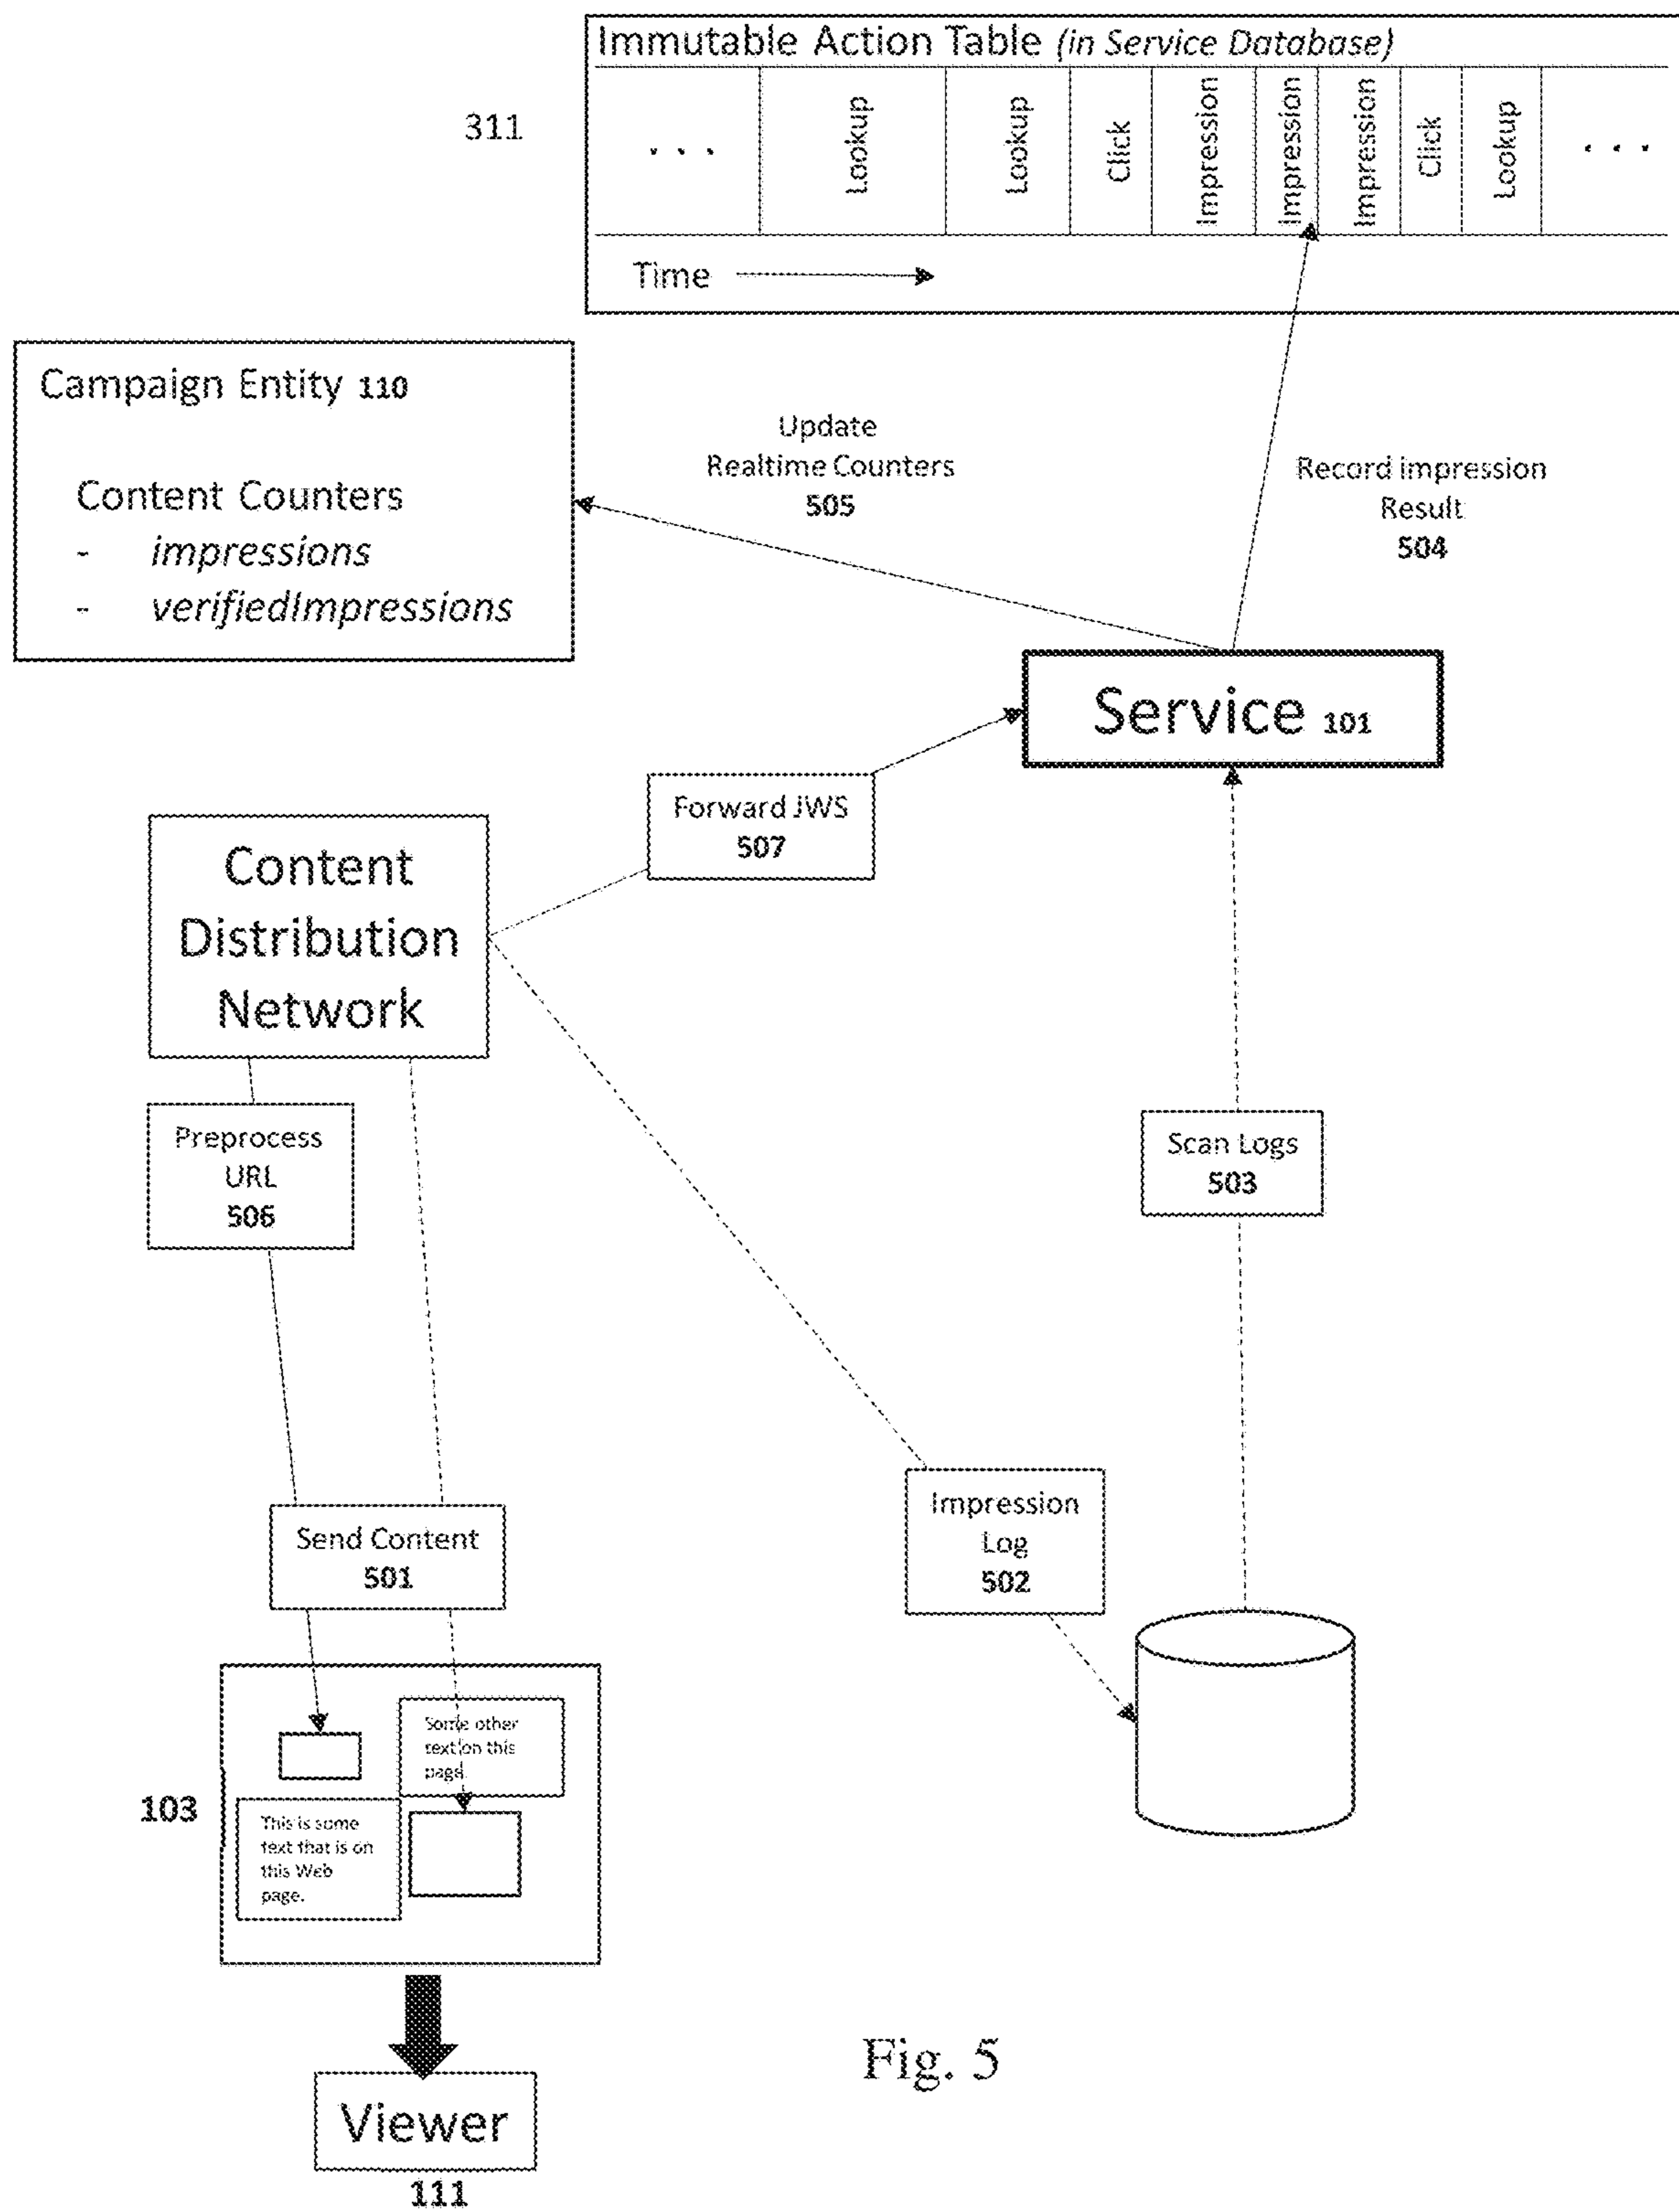 Immutable Action Table (in Service Database)
311
. . .
Lookup
Lookup
Click
Impression
Impression
Impression
Click
Lookup
. . .
Time
Campaign Entity 110
Content Counters
- impressions
- verifiedImpressions
Update
Realtime Counters
505
Record impression
Result
504
Service 101
Forward JWS
507
Content
Distribution
Network
Preprocess
URL
506
Scan Logs
503
Send Content
501
Impression
Log
502
Some other
text on this
page.
103
This is some
text that is on
this Web
page.
Viewer
111
Fig. 5